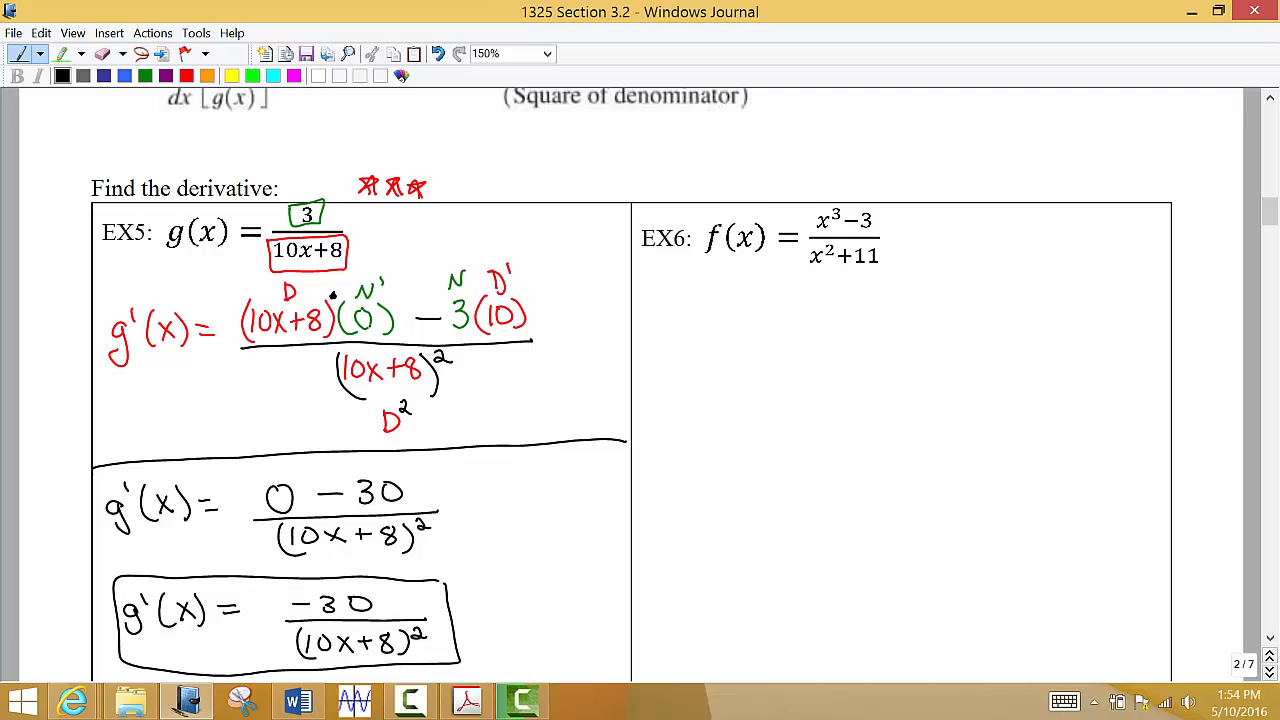 1325 Section 3.2 - Windows Journal
File Edit View Insert Actions Tools Help
150%
B I
dx ⌊g(x)⌋ (Square of denominator)
Find the derivative:
EX5: g(x) = 3/(10x+8)
D N' N D'
g'(x) = ((10x+8)(0) − 3(10))/(10x+8)²
D²
g'(x) = (0 − 30)/(10x+8)²
g'(x) = −30/(10x+8)²
EX6: f(x) = (x³−3)/(x²+11)
2 / 7
1:54 PM
5/10/2016